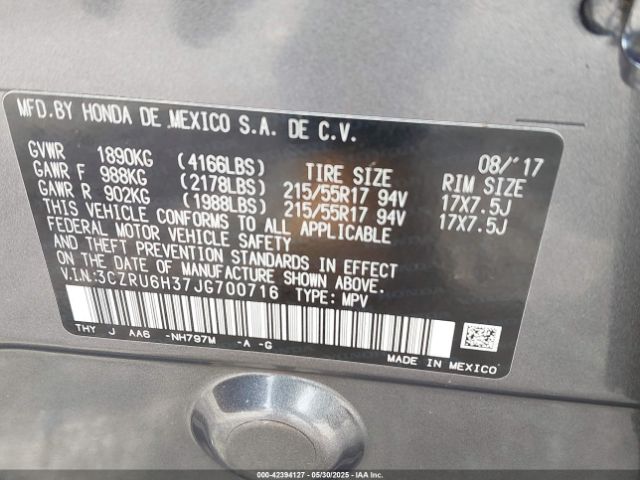 MFD.BY HONDA DE MEXICO S.A. DE C.V.
08/'17
GVWR 1890KG (4166LBS) TIRE SIZE RIM SIZE
GAWR F 988KG (2178LBS) 215/55R17 94V 17X7.5J
GAWR R 902KG (1988LBS) 215/55R17 94V 17X7.5J
THIS VEHICLE CONFORMS TO ALL APPLICABLE
FEDERAL MOTOR VEHICLE SAFETY
AND THEFT PREVENTION STANDARDS IN EFFECT
ON THE DATE OF MANUFACTURE SHOWN ABOVE.
V.I.N.:3CZRU6H37JG700716 TYPE: MPV
THY J AA6 -NH797M -A -G
MADE IN MEXICO
000-42394127 - 05/30/2025 - IAAI.COM